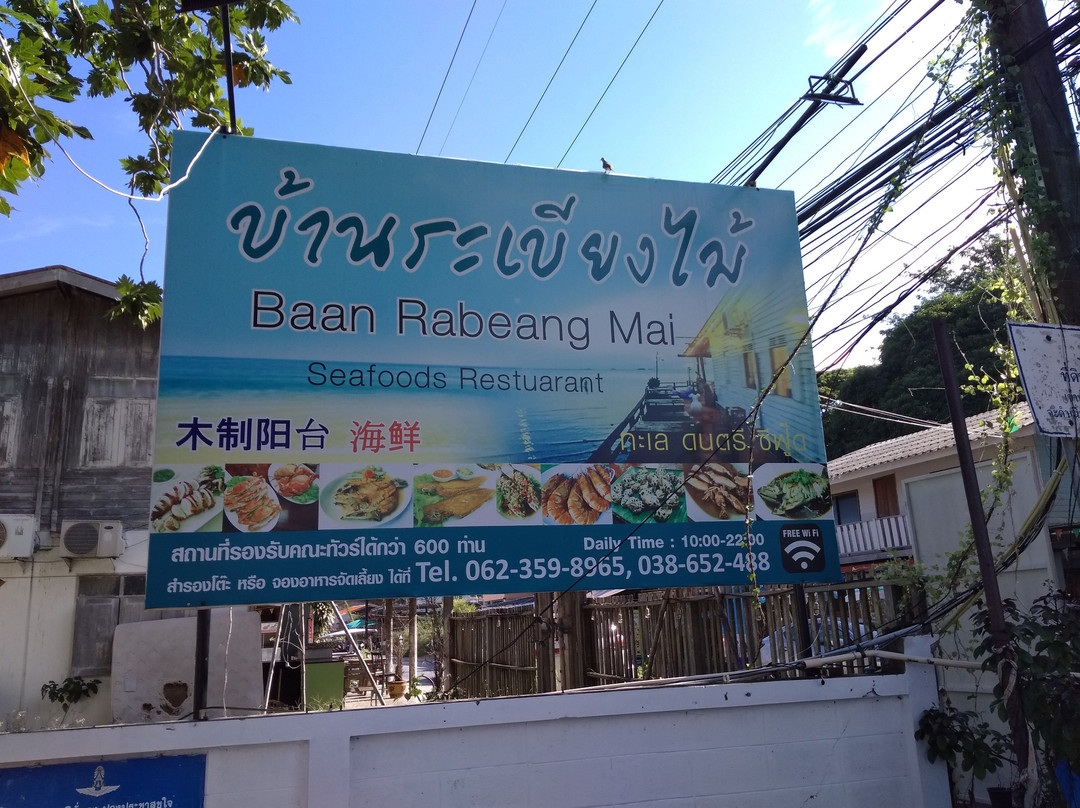 บ้านระเบียงไม้
Baan Rabeang Mai
Seafoods Restuarant
木制阳台 海鲜
ทะเล ดนตรี ซีฟู้ด
สถานที่รองรับคณะทัวร์ได้กว่า 600 ท่าน
Daily Time : 10:00-22:00
สำรองโต๊ะ หรือ จองอาหารจัดเลี้ยง ได้ที่ Tel. 062-359-8965, 038-652-488
FREE Wi Fi